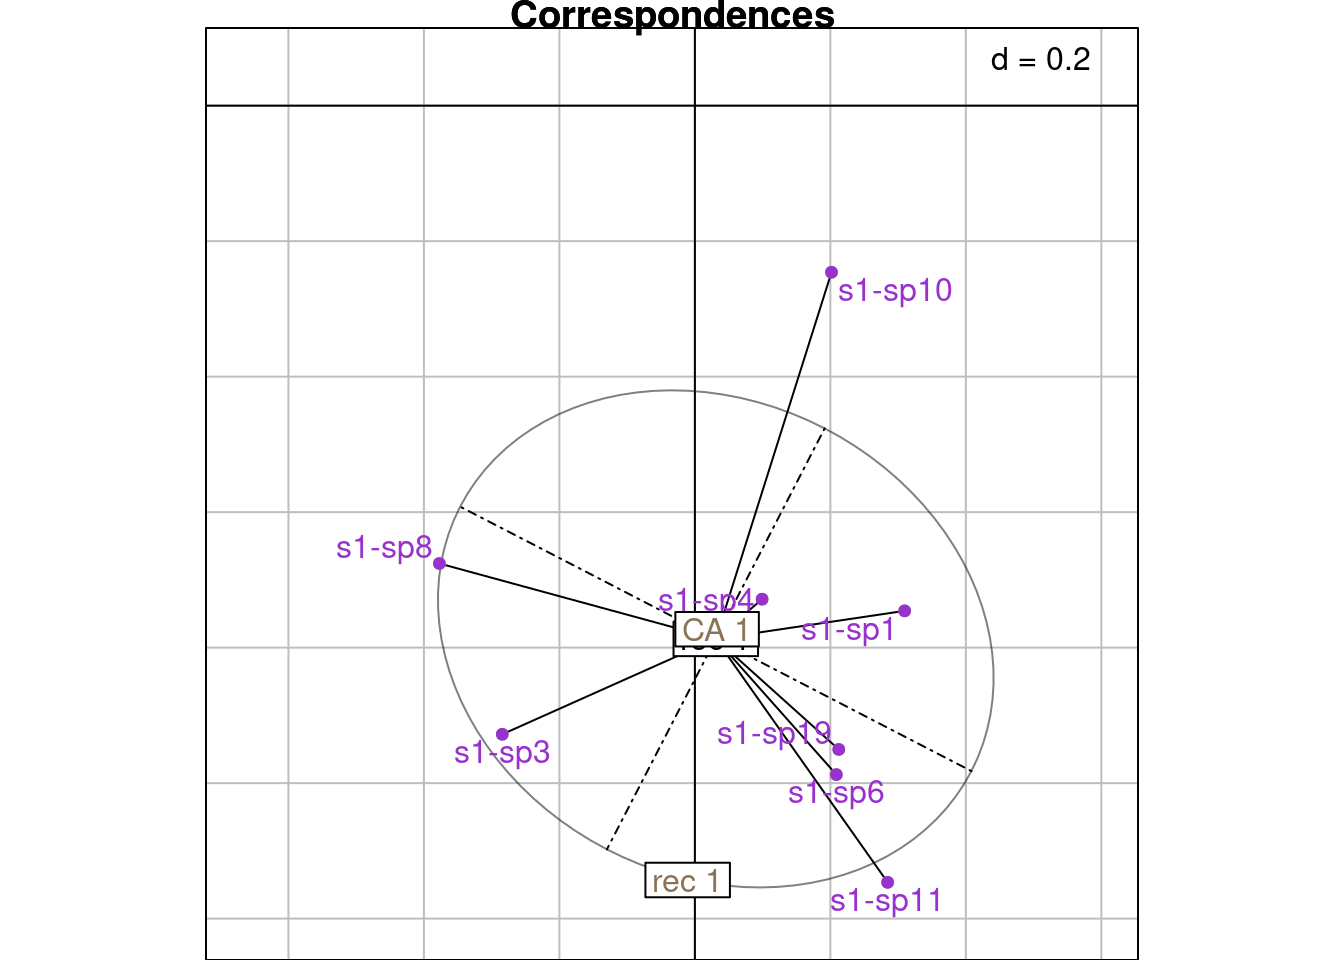 Correspondences
d = 0.2
s1-sp10
s1-sp8
s1-sp4
CA 1
s1-sp1
s1-sp19
s1-sp3
s1-sp6
rec 1
s1-sp11